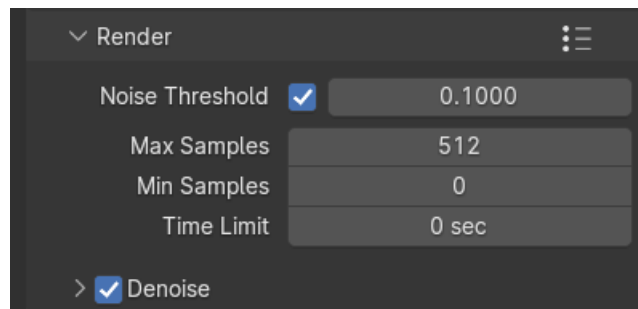 Render
Noise Threshold 0.1000
Max Samples 512
Min Samples 0
Time Limit 0 sec
Denoise